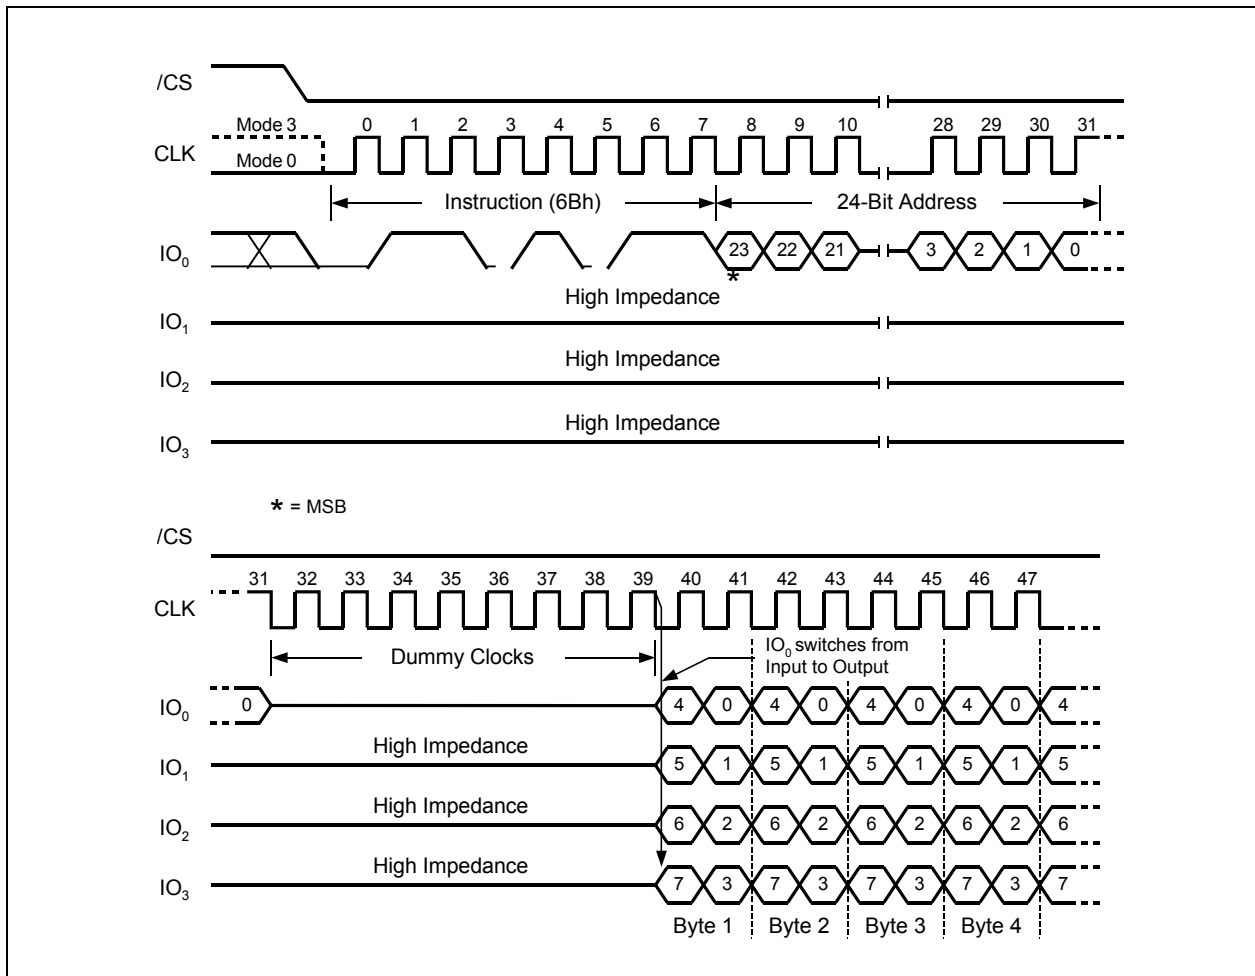 /CS
Mode 3 0 1 2 3 4 5 6 7 8 9 10 28 29 30 31
CLK
Mode 0
Instruction (6Bh) 24-Bit Address
IO0 23 22 21 3 2 1 0
*
High Impedance
IO1
High Impedance
IO2
High Impedance
IO3
* = MSB
/CS
31 32 33 34 35 36 37 38 39 40 41 42 43 44 45 46 47
CLK
IO0 switches from
Dummy Clocks Input to Output
IO0 0 4 0 4 0 4 0 4 0 4
High Impedance
IO1 5 1 5 1 5 1 5 1 5
High Impedance
IO2 6 2 6 2 6 2 6 2 6
High Impedance
IO3 7 3 7 3 7 3 7 3 7
Byte 1 Byte 2 Byte 3 Byte 4